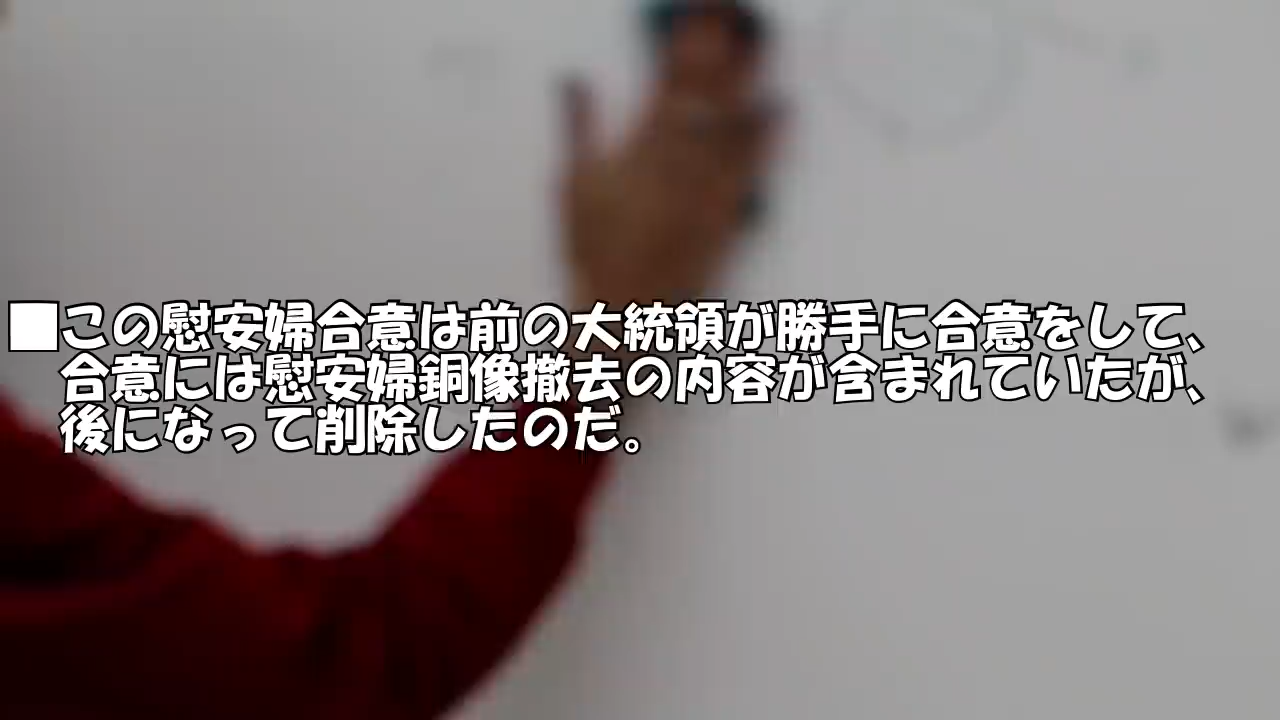 ■この慰安婦合意は前の大統領が勝手に合意をして、
合意には慰安婦銅像撤去の内容が含まれていたが、
後になって削除したのだ。